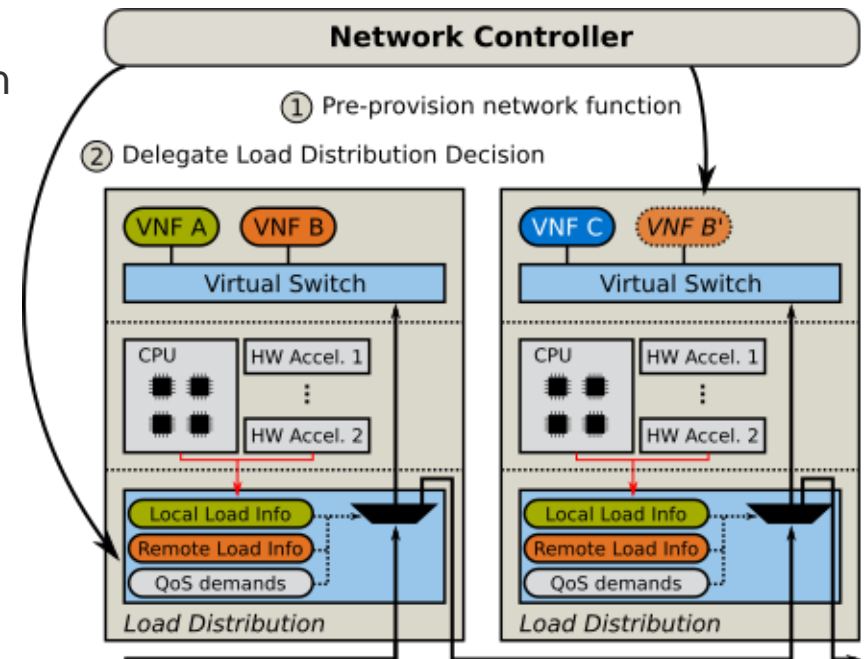 Network Controller
n
1 Pre-provision network function
2 Delegate Load Distribution Decision
VNF A VNF B
Virtual Switch
CPU
HW Accel. 1
HW Accel. 2
Local Load Info
Remote Load Info
QoS demands
Load Distribution
VNF C VNF B'
Virtual Switch
CPU
HW Accel. 1
HW Accel. 2
Local Load Info
Remote Load Info
QoS demands
Load Distribution